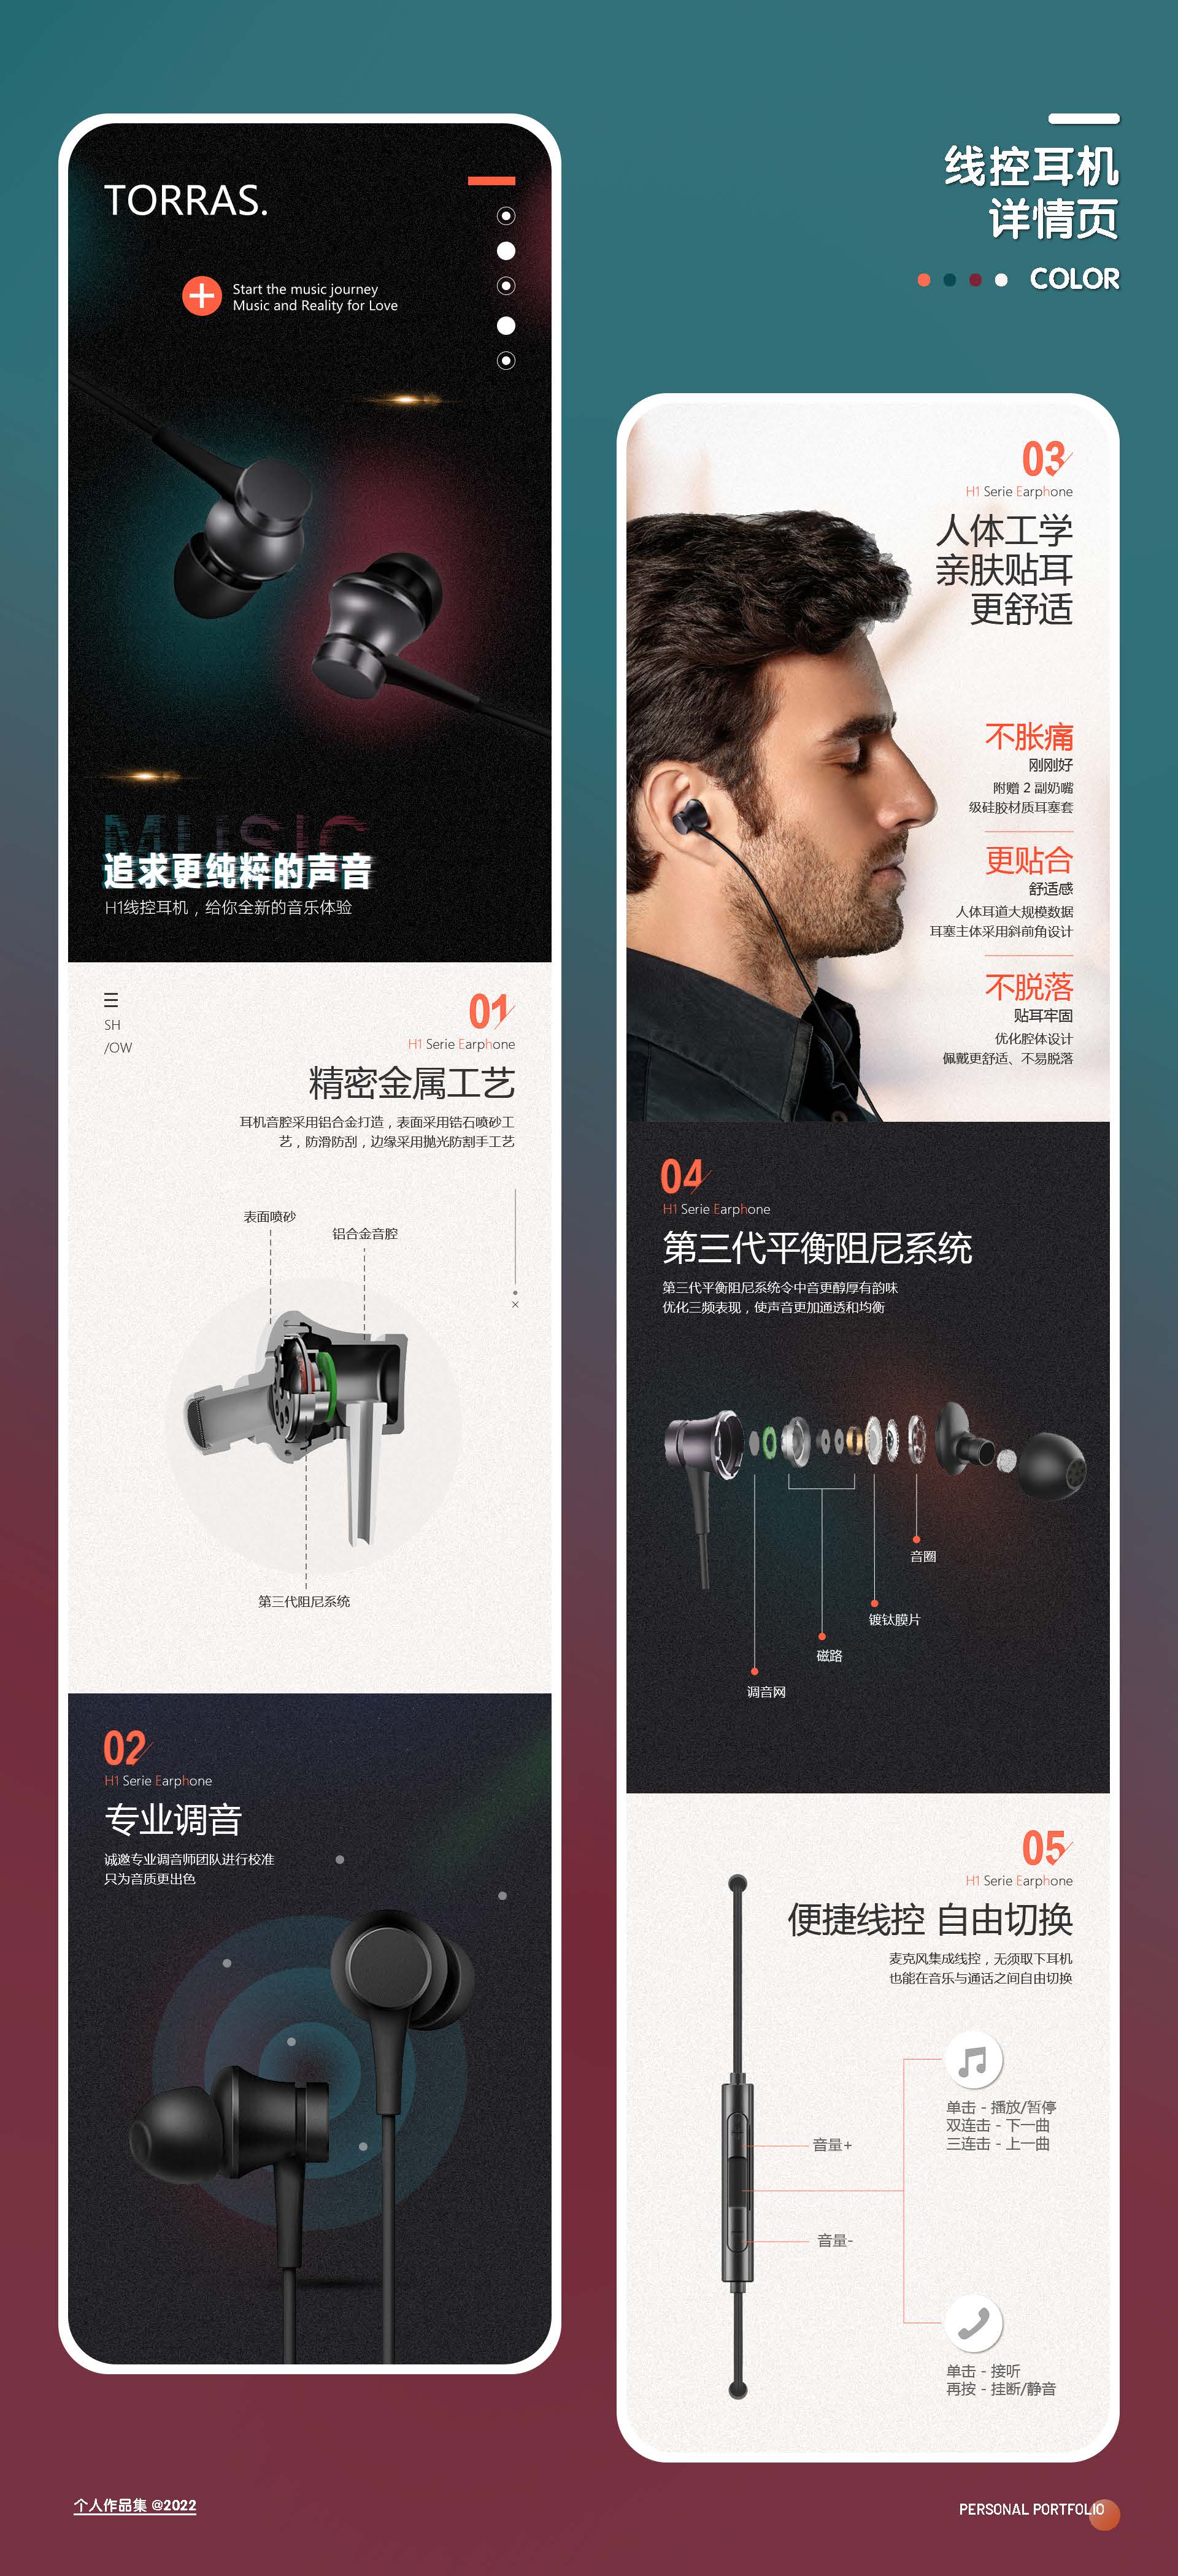 线控耳机
详情页
COLOR
TORRAS.
Start the music journey
Music and Reality for Love
MUSIC
追求更纯粹的声音
H1线控耳机，给你全新的音乐体验
SH
/OW
01
H1 Serie Earphone
精密金属工艺
耳机音腔采用铝合金打造，表面采用锆石喷砂工
艺，防滑防刮，边缘采用抛光防割手工艺
表面喷砂
铝合金音腔
第三代阻尼系统
02
H1 Serie Earphone
专业调音
诚邀专业调音师团队进行校准
只为音质更出色
03
H1 Serie Earphone
人体工学
亲肤贴耳
更舒适
不胀痛
刚刚好
附赠 2 副奶嘴
级硅胶材质耳塞套
更贴合
舒适感
人体耳道大规模数据
耳塞主体采用斜前角设计
不脱落
贴耳牢固
优化腔体设计
佩戴更舒适、不易脱落
04
H1 Serie Earphone
第三代平衡阻尼系统
第三代平衡阻尼系统令中音更醇厚有韵味
优化三频表现，使声音更加通透和均衡
音圈
镀钛膜片
磁路
调音网
05
H1 Serie Earphone
便捷线控 自由切换
麦克风集成线控，无须取下耳机
也能在音乐与通话之间自由切换
单击 - 播放/暂停
双连击 - 下一曲
三连击 - 上一曲
音量+
音量-
单击 - 接听
再按 - 挂断/静音
个人作品集 @2022
PERSONAL PORTFOLIO